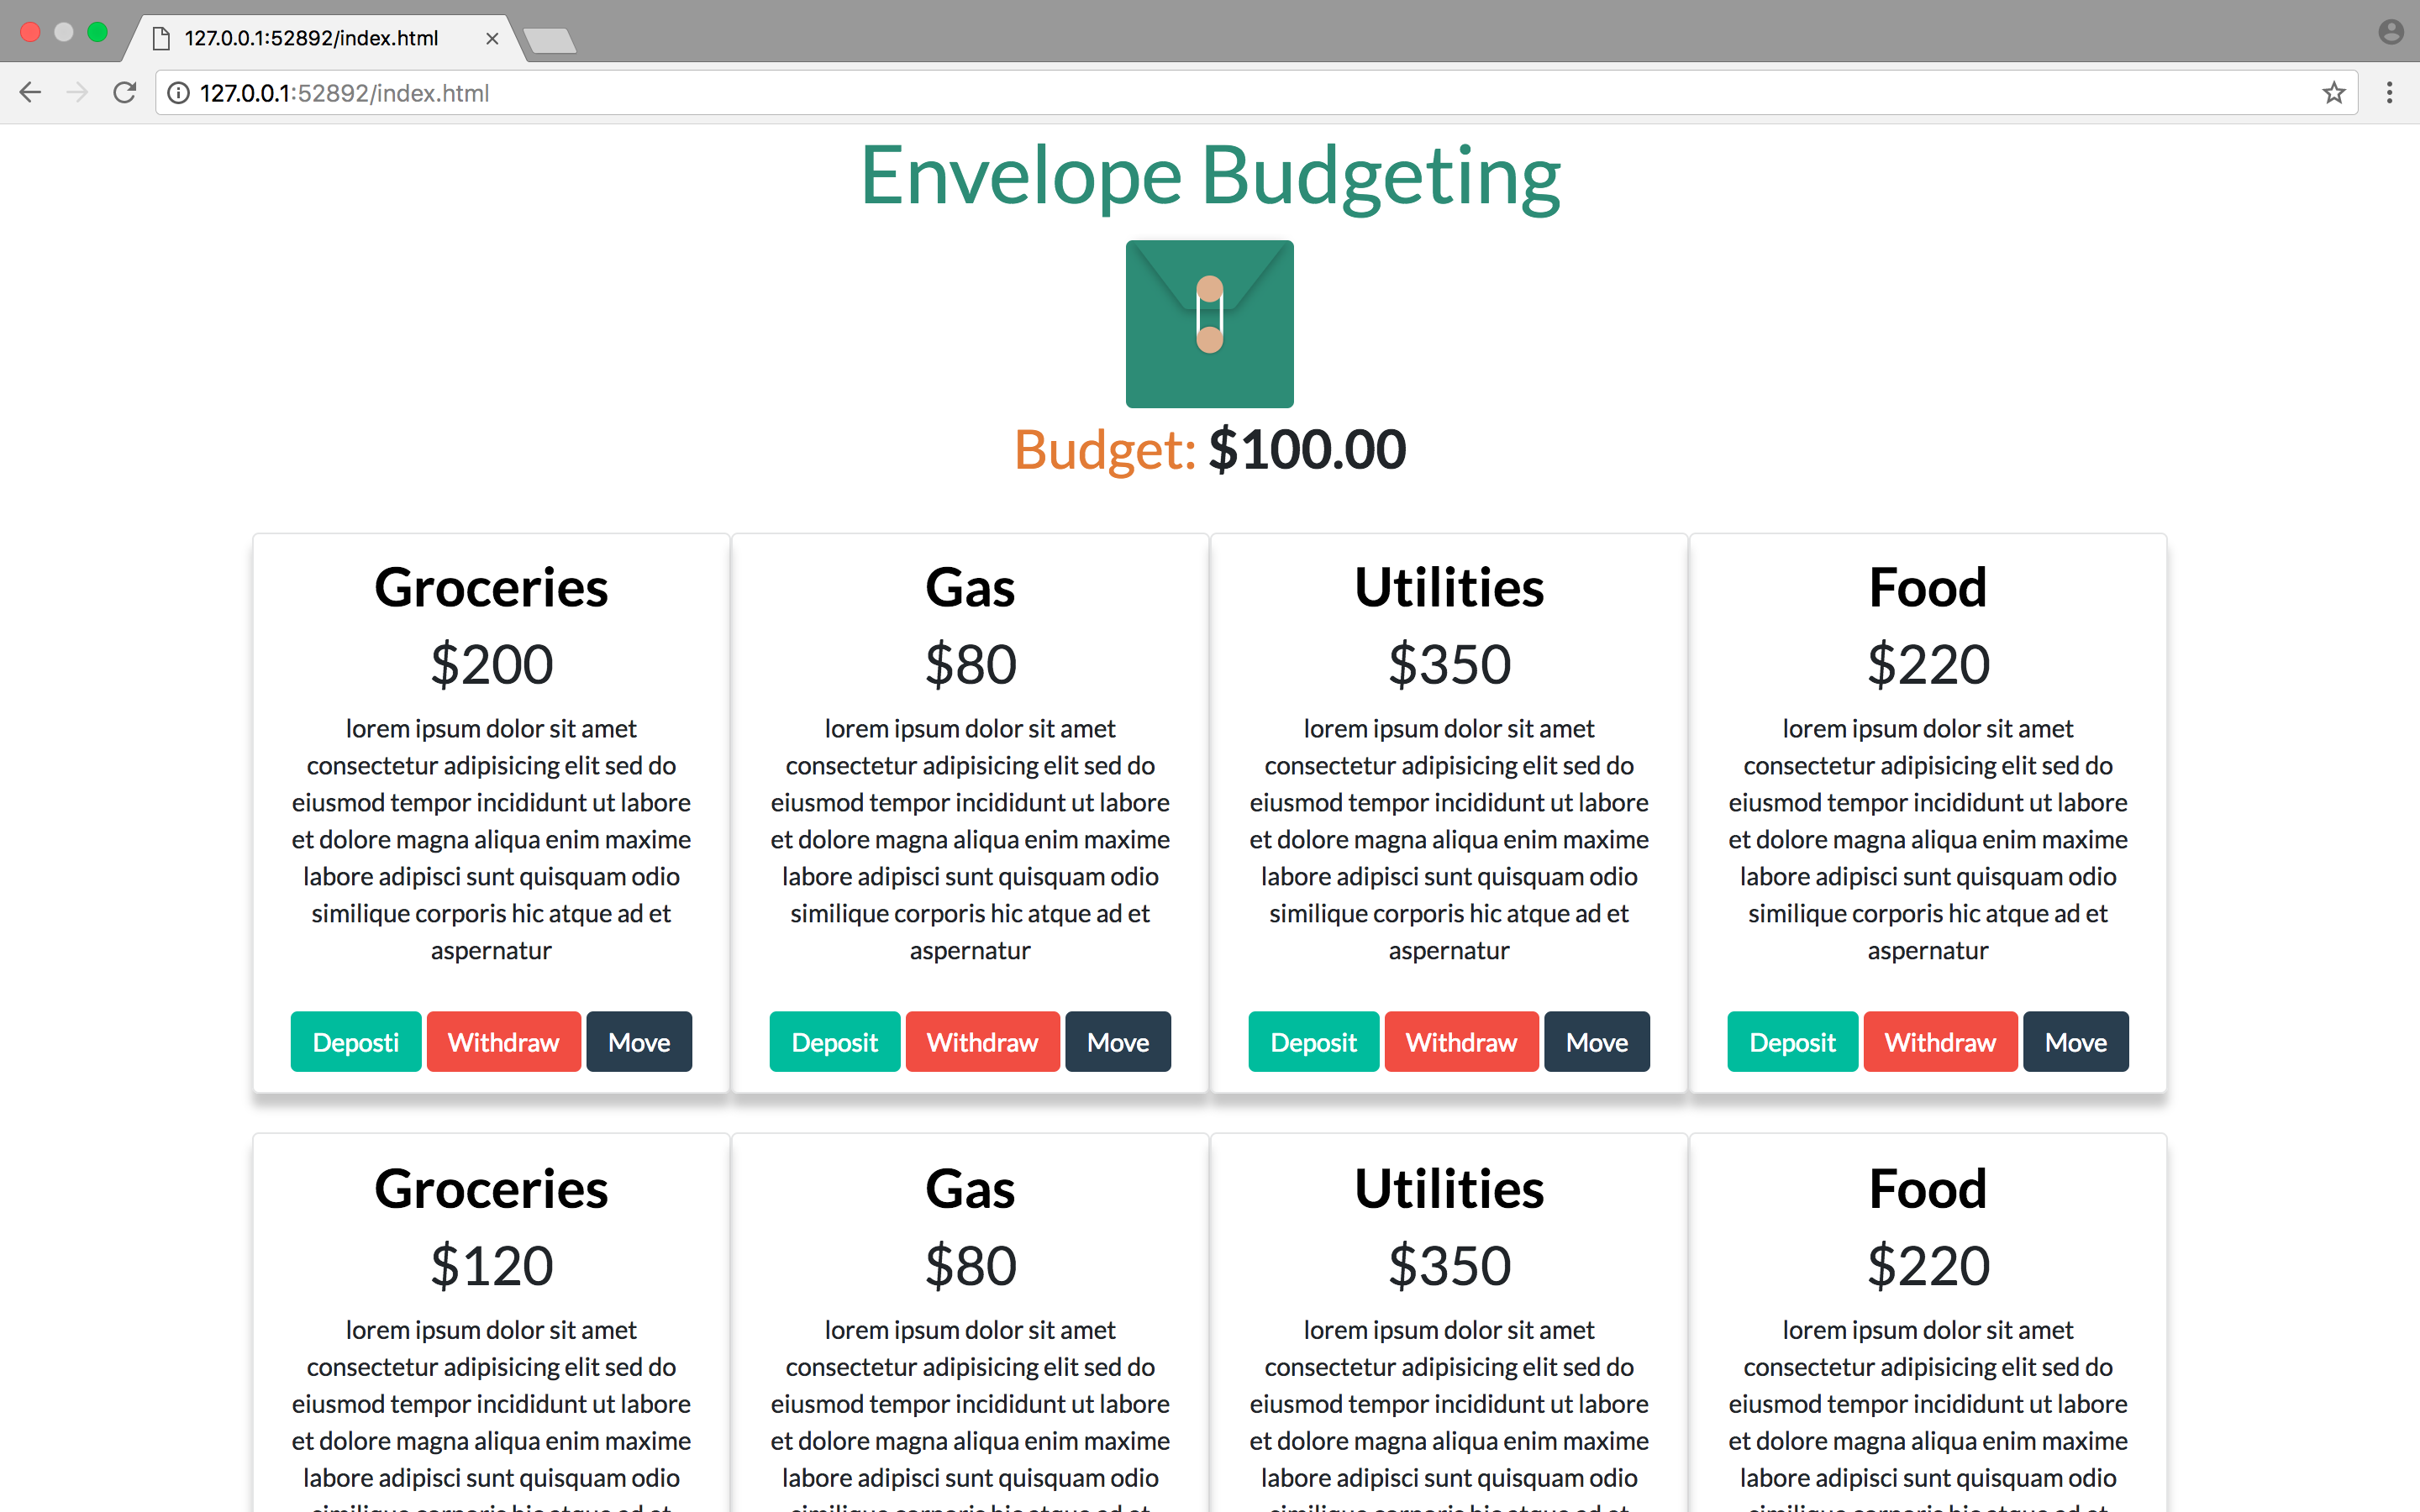 127.0.0.1:52892/index.html
127.0.0.1:52892/index.html
Envelope Budgeting
Budget: $100.00
Groceries
$200
lorem ipsum dolor sit amet
consectetur adipisicing elit sed do
eiusmod tempor incididunt ut labore
et dolore magna aliqua enim maxime
labore adipisci sunt quisquam odio
similique corporis hic atque ad et
aspernatur
Deposti Withdraw Move
Gas
$80
lorem ipsum dolor sit amet
consectetur adipisicing elit sed do
eiusmod tempor incididunt ut labore
et dolore magna aliqua enim maxime
labore adipisci sunt quisquam odio
similique corporis hic atque ad et
aspernatur
Deposit Withdraw Move
Utilities
$350
lorem ipsum dolor sit amet
consectetur adipisicing elit sed do
eiusmod tempor incididunt ut labore
et dolore magna aliqua enim maxime
labore adipisci sunt quisquam odio
similique corporis hic atque ad et
aspernatur
Deposit Withdraw Move
Food
$220
lorem ipsum dolor sit amet
consectetur adipisicing elit sed do
eiusmod tempor incididunt ut labore
et dolore magna aliqua enim maxime
labore adipisci sunt quisquam odio
similique corporis hic atque ad et
aspernatur
Deposit Withdraw Move
Groceries
$120
lorem ipsum dolor sit amet
consectetur adipisicing elit sed do
eiusmod tempor incididunt ut labore
et dolore magna aliqua enim maxime
labore adipisci sunt quisquam odio
Gas
$80
lorem ipsum dolor sit amet
consectetur adipisicing elit sed do
eiusmod tempor incididunt ut labore
et dolore magna aliqua enim maxime
labore adipisci sunt quisquam odio
Utilities
$350
lorem ipsum dolor sit amet
consectetur adipisicing elit sed do
eiusmod tempor incididunt ut labore
et dolore magna aliqua enim maxime
labore adipisci sunt quisquam odio
Food
$220
lorem ipsum dolor sit amet
consectetur adipisicing elit sed do
eiusmod tempor incididunt ut labore
et dolore magna aliqua enim maxime
labore adipisci sunt quisquam odio